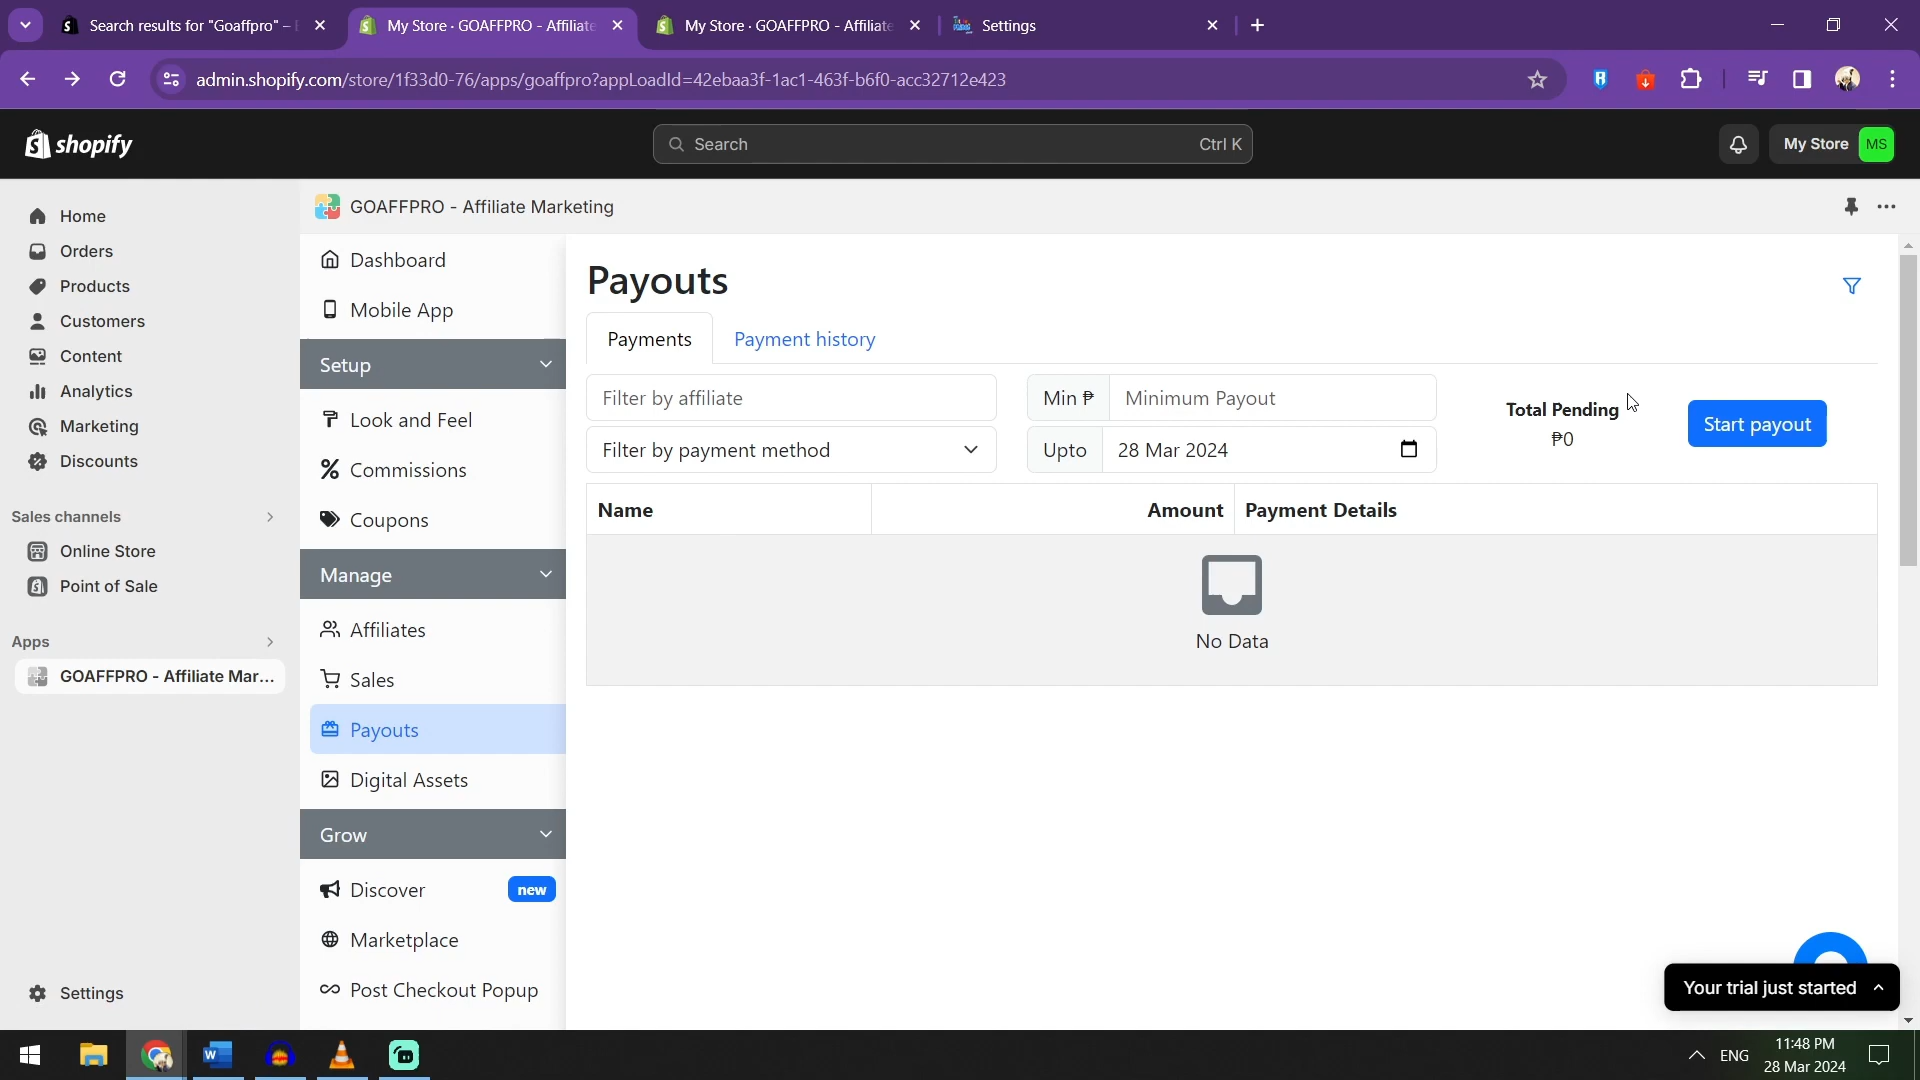 Search results for "Goaffpro" –
My Store · GOAFFPRO - Affiliate
My Store · GOAFFPRO - Affiliate
Settings
admin.shopify.com/store/1f33d0-76/apps/goaffpro?appLoadId=42ebaa3f-1ac1-463f-b6f0-acc32712e423
shopify
Search
Ctrl K
My Store
MS
Home
Orders
Products
Customers
Content
Analytics
Marketing
Discounts
Sales channels
Online Store
Point of Sale
Apps
GOAFFPRO - Affiliate Mar...
Settings
GOAFFPRO - Affiliate Marketing
Dashboard
Mobile App
Setup
Look and Feel
Commissions
Coupons
Manage
Affiliates
Sales
Payouts
Digital Assets
Grow
Discover
new
Marketplace
Post Checkout Popup
Payouts
Payments
Payment history
Filter by affiliate
Min ₱
Minimum Payout
Filter by payment method
Upto
28 Mar 2024
Total Pending
₱0
Start payout
Name
Amount
Payment Details
No Data
Your trial just started
ENG
11:48 PM
28 Mar 2024